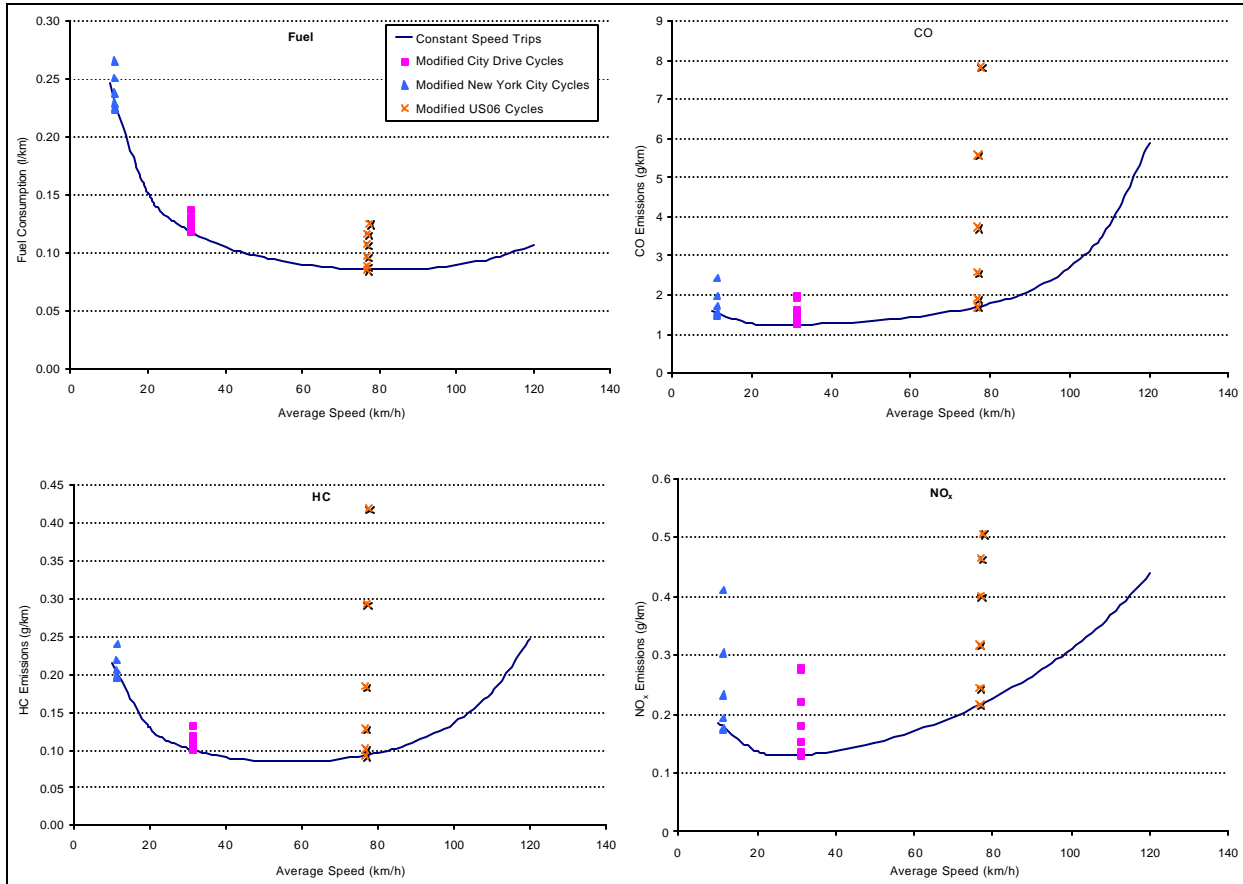 Fuel
Constant Speed Trips
Modified City Drive Cycles
Modified New York City Cycles
Modified US06 Cycles
0.30
0.25
0.20
0.15
0.10
0.05
0.00
Fuel Consumption (l/km)
0 20 40 60 80 100 120 140
Average Speed (km/h)
CO
9
8
7
6
5
4
3
2
1
0
CO Emissions (g/km)
0 20 40 60 80 100 120 140
Average Speed (km/h)
HC
0.45
0.40
0.35
0.30
0.25
0.20
0.15
0.10
0.05
0.00
HC Emissions (g/km)
0 20 40 60 80 100 120 140
Average Speed (km/h)
NOₓ
0.6
0.5
0.4
0.3
0.2
0.1
0
NOₓ Emissions (g/km)
0 20 40 60 80 100 120 140
Average Speed (km/h)